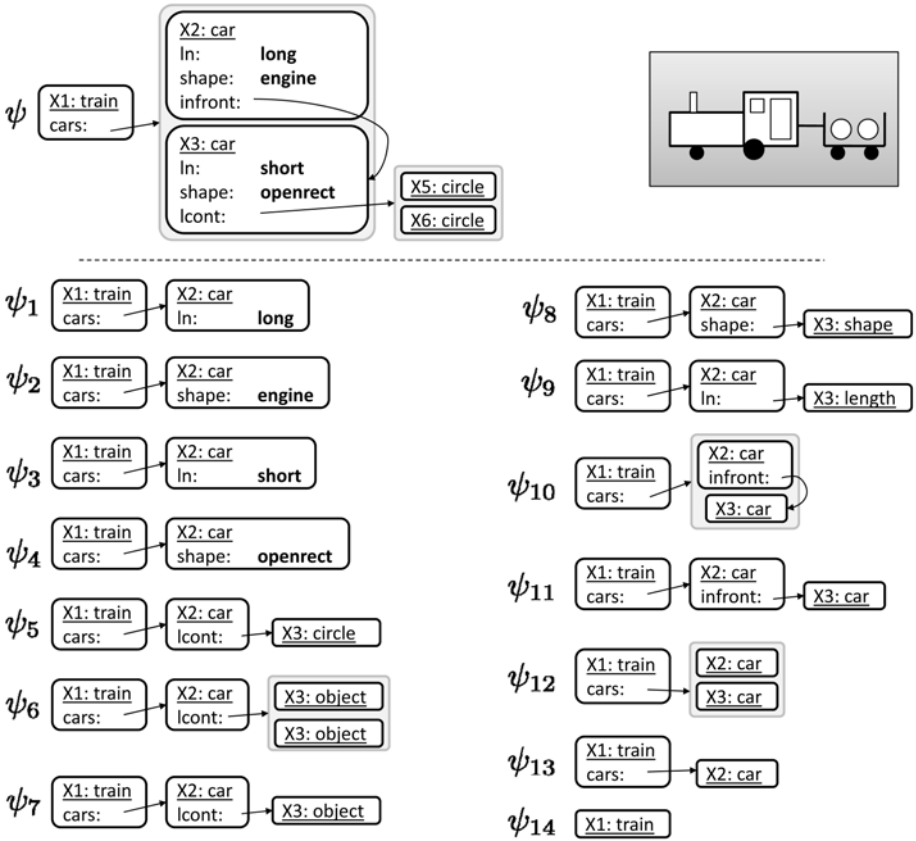 ψ
X1: train
cars:
X2: car
ln: long
shape: engine
infront:
X3: car
ln: short
shape: openrect
lcont:
X5: circle
X6: circle
ψ1
X1: train
cars:
X2: car
ln: long
ψ2
X1: train
cars:
X2: car
shape: engine
ψ3
X1: train
cars:
X2: car
ln: short
ψ4
X1: train
cars:
X2: car
shape: openrect
ψ5
X1: train
cars:
X2: car
lcont:
X3: circle
ψ6
X1: train
cars:
X2: car
lcont:
X3: object
X3: object
ψ7
X1: train
cars:
X2: car
lcont:
X3: object
ψ8
X1: train
cars:
X2: car
shape:
X3: shape
ψ9
X1: train
cars:
X2: car
ln:
X3: length
ψ10
X1: train
cars:
X2: car
infront:
X3: car
ψ11
X1: train
cars:
X2: car
infront:
X3: car
ψ12
X1: train
cars:
X2: car
X3: car
ψ13
X1: train
cars:
X2: car
ψ14
X1: train